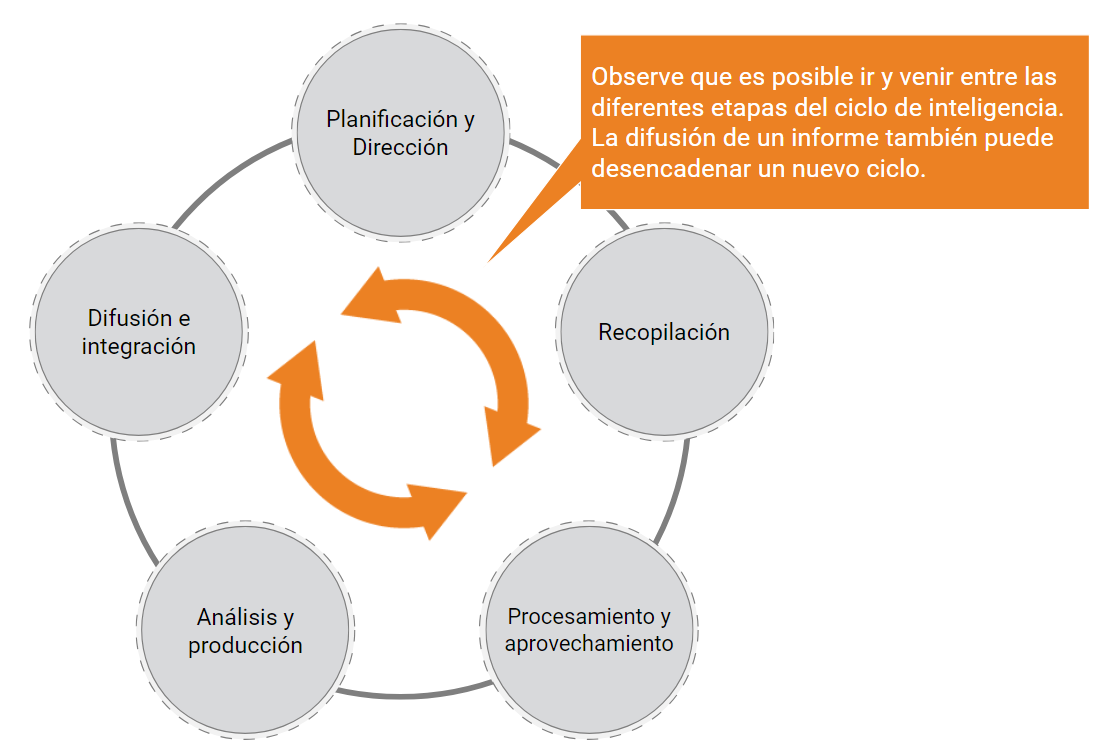 Planificación y
Dirección
Observe que es posible ir y venir entre las
diferentes etapas del ciclo de inteligencia.
La difusión de un informe también puede
desencadenar un nuevo ciclo.
Difusión e
integración
Recopilación
Análisis y
producción
Procesamiento y
aprovechamiento